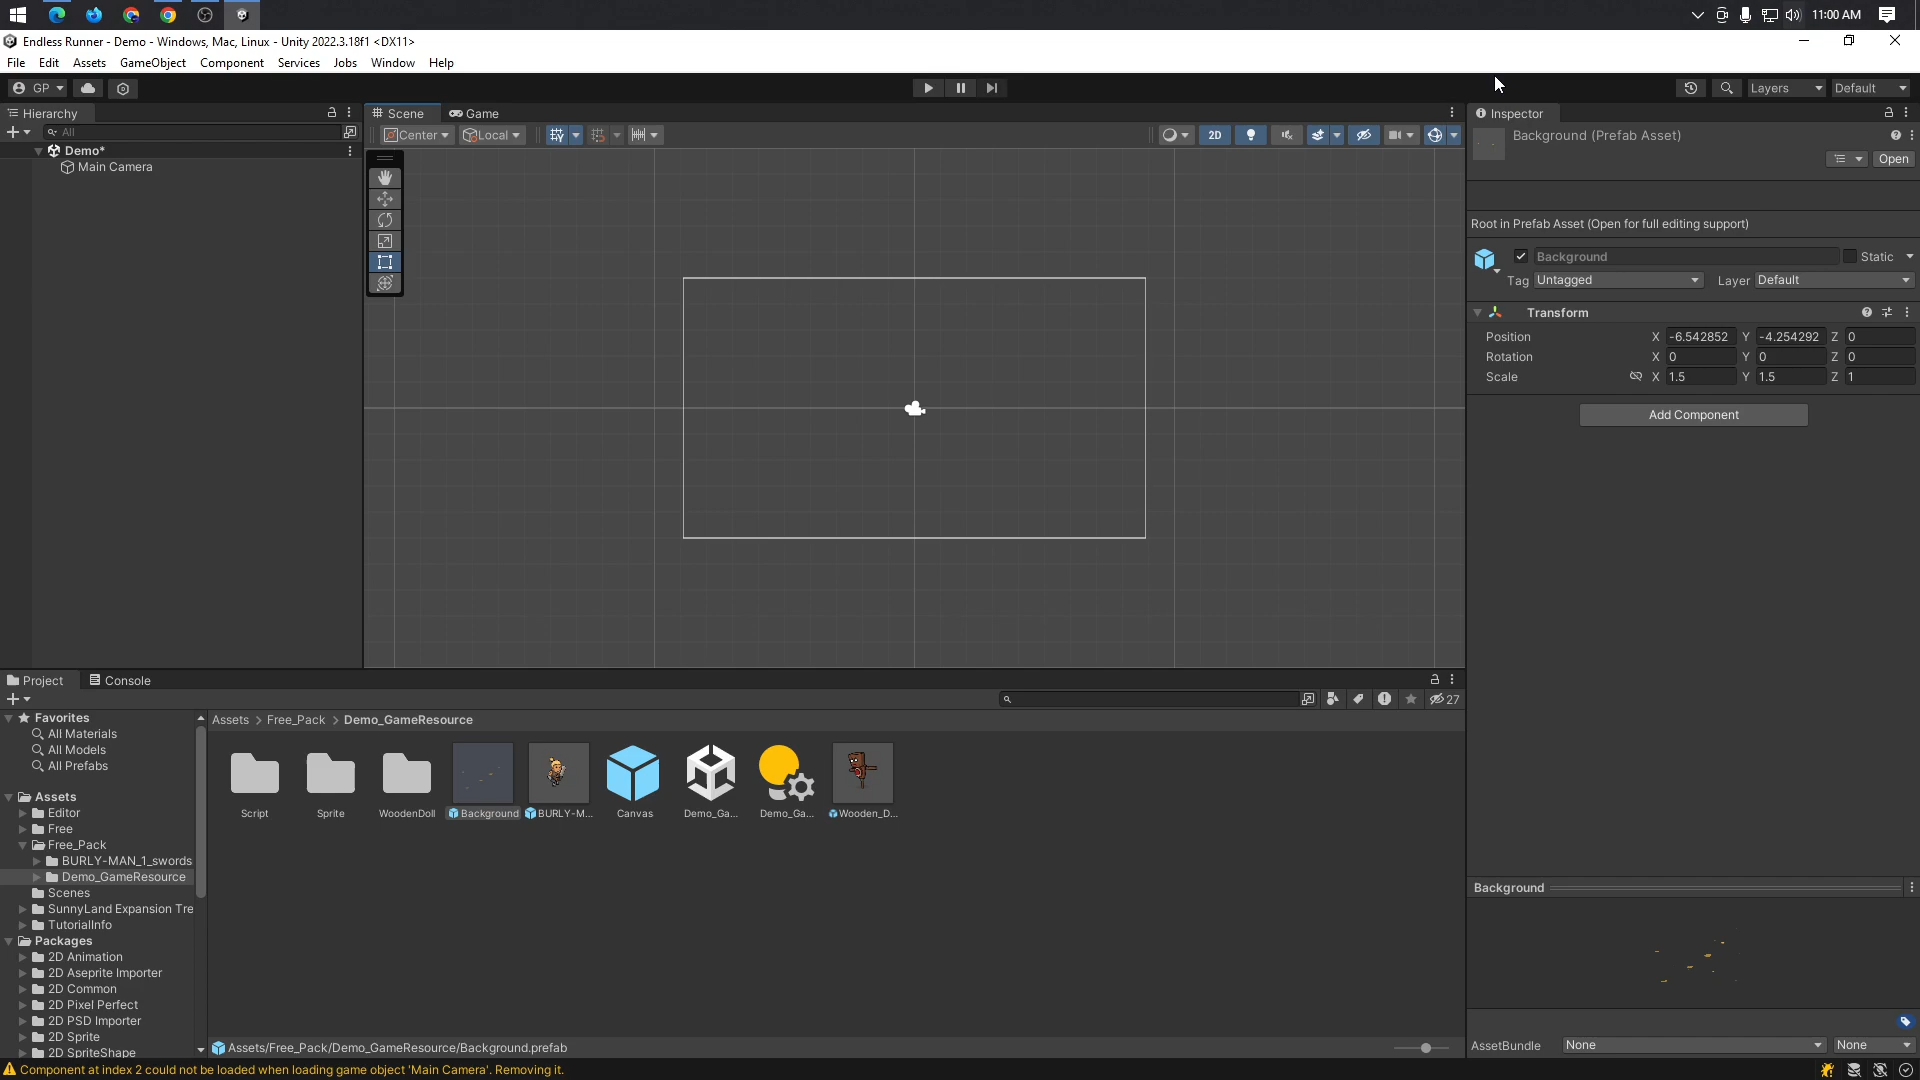 11:00 AM
Endless Runner - Demo - Windows, Mac, Linux - Unity 2022.3.18f1 <DX11>
File Edit Assets GameObject Component Services Jobs Window Help
GP Layers Default
Hierarchy
All
Demo*
Main Camera
Scene Game
Center Local 2D
Inspector
Background (Prefab Asset)
Open
Root in Prefab Asset (Open for full editing support)
Background Static
Tag Untagged Layer Default
Transform
Position X -6.542852 Y -4.254292 Z 0
Rotation X 0 Y 0 Z 0
Scale X 1.5 Y 1.5 Z 1
Add Component
Project Console
27
Favorites
All Materials
All Models
All Prefabs
Assets
Editor
Free
Free_Pack
BURLY-MAN_1_swords
Demo_GameResource
Scenes
SunnyLand Expansion Tre
TutorialInfo
Packages
2D Animation
2D Aseprite Importer
2D Common
2D Pixel Perfect
2D PSD Importer
2D Sprite
2D SpriteShape
Assets > Free_Pack > Demo_GameResource
Script Sprite WoodenDoll Background BURLY-M... Canvas Demo_Ga... Demo_Ga... Wooden_D...
Assets/Free_Pack/Demo_GameResource/Background.prefab
Background
AssetBundle None None
Component at index 2 could not be loaded when loading game object 'Main Camera'. Removing it.